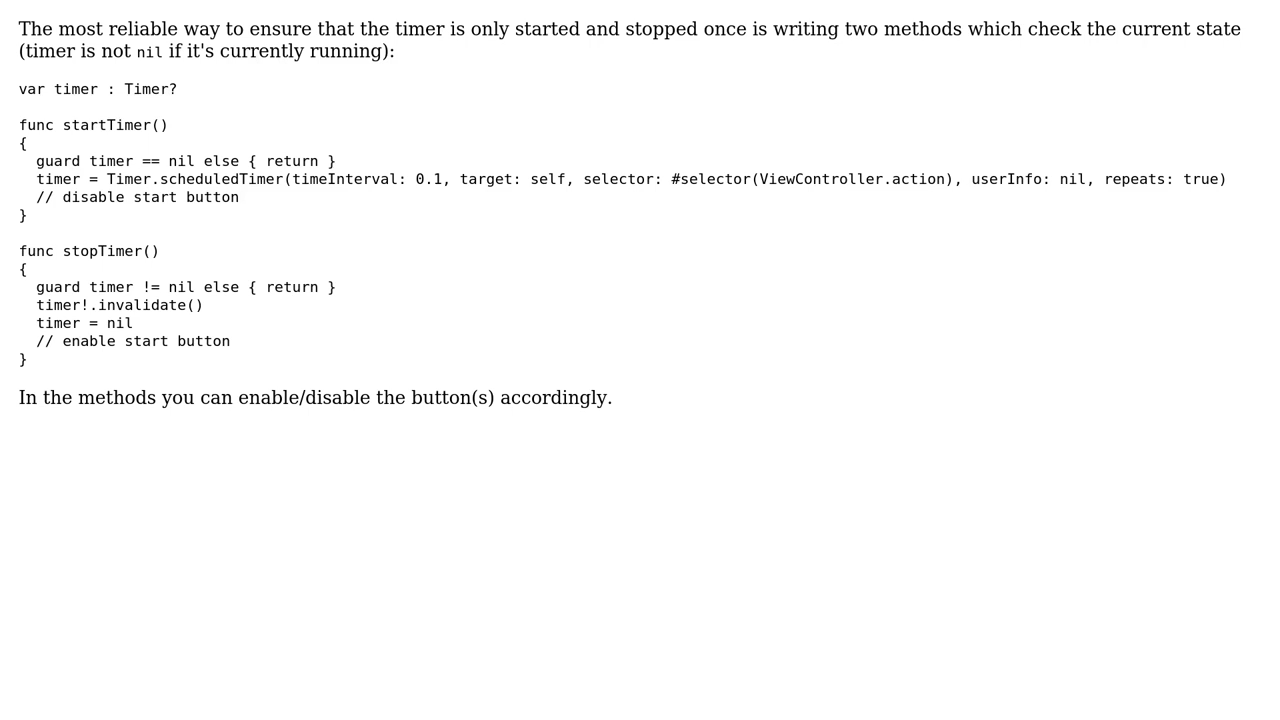 The most reliable way to ensure that the timer is only started and stopped once is writing two methods which check the current state
(timer is not nil if it's currently running):
var timer : Timer?
func startTimer()
{
  guard timer == nil else { return }
  timer = Timer.scheduledTimer(timeInterval: 0.1, target: self, selector: #selector(ViewController.action), userInfo: nil, repeats: true)
  // disable start button
}
func stopTimer()
{
  guard timer != nil else { return }
  timer!.invalidate()
  timer = nil
  // enable start button
}
In the methods you can enable/disable the button(s) accordingly.